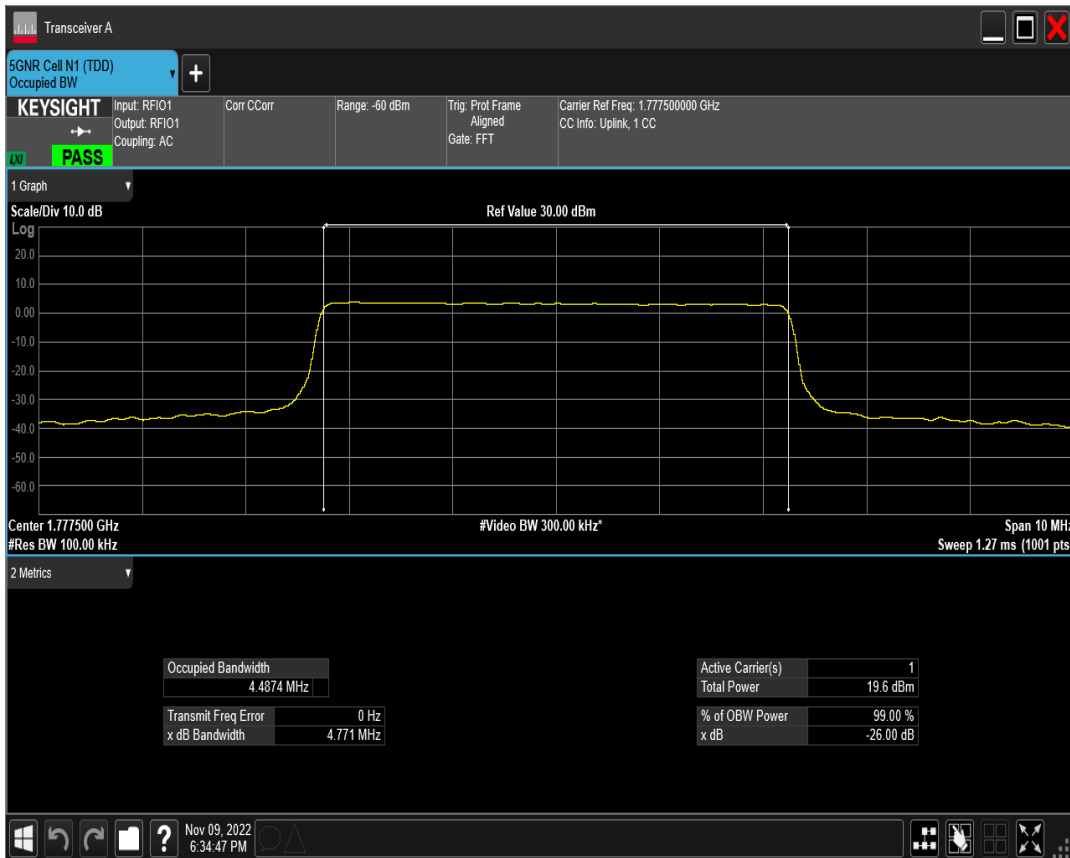 Transceiver A
5GNR Cell N1 (TDD)
Occupied BW
+
KEYSIGHT
LXI
PASS
Input: RFIO1
Output: RFIO1
Coupling: AC
Corr CCorr
Range: -60 dBm
Trig: Prot Frame
Aligned
Gate: FFT
Carrier Ref Freq: 1.777500000 GHz
CC Info: Uplink, 1 CC
1 Graph
Scale/Div 10.0 dB
Ref Value 30.00 dBm
Log
20.0
10.0
0.00
-10.0
-20.0
-30.0
-40.0
-50.0
-60.0
Center 1.777500 GHz
#Video BW 300.00 kHz*
Span 10 MHz
#Res BW 100.00 kHz
Sweep 1.27 ms (1001 pts
2 Metrics
Occupied Bandwidth
4.4874 MHz
Transmit Freq Error 0 Hz
x dB Bandwidth 4.771 MHz
Active Carrier(s) 1
Total Power 19.6 dBm
% of OBW Power 99.00 %
x dB -26.00 dB
?
Nov 09, 2022
6:34:47 PM